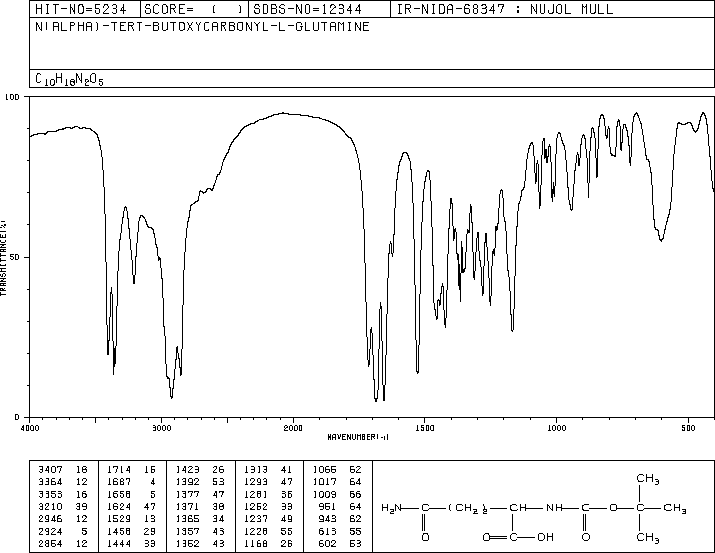 HIT-NO=5234 SCORE= ( ) SDBS-NO=12344 IR-NIDA-68347 : NUJOL MULL
N(ALPHA)-TERT-BUTOXYCARBONYL-L-GLUTAMINE
C10H18N2O5
100
50
0
TRANSMITTANCE(%)
4000 3000 2000 1500 1000 500
WAVENUMBER(-1)
3407 18 1714 15 1423 26 1313 41 1066 62
3364 12 1687 4 1392 53 1293 47 1017 64
3353 16 1658 5 1377 47 1281 36 1009 66
3210 39 1624 47 1371 38 1252 33 951 64
2946 12 1529 13 1365 34 1237 49 943 62
2924 5 1458 29 1357 43 1228 55 613 55
2854 12 1444 33 1352 43 1168 26 602 53
CH3
H2N—C—(CH2)2—CH—NH—C—O—C—CH3
O C—OH O CH3
O